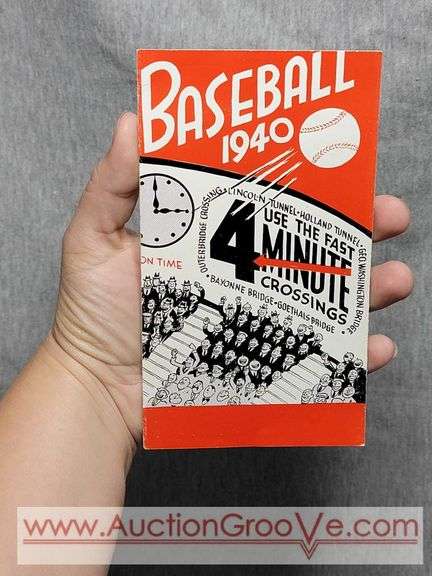 BASEBALL
1940
OUTERBRIDGE CROSSING • LINCOLN TUNNEL • HOLLAND TUNNEL • GEO. WASHINGTON BRIDGE •
USE THE FAST
4 MINUTE
CROSSINGS
• BAYONNE BRIDGE • GOETHALS BRIDGE •
ON TIME
www.AuctionGrooVe.com